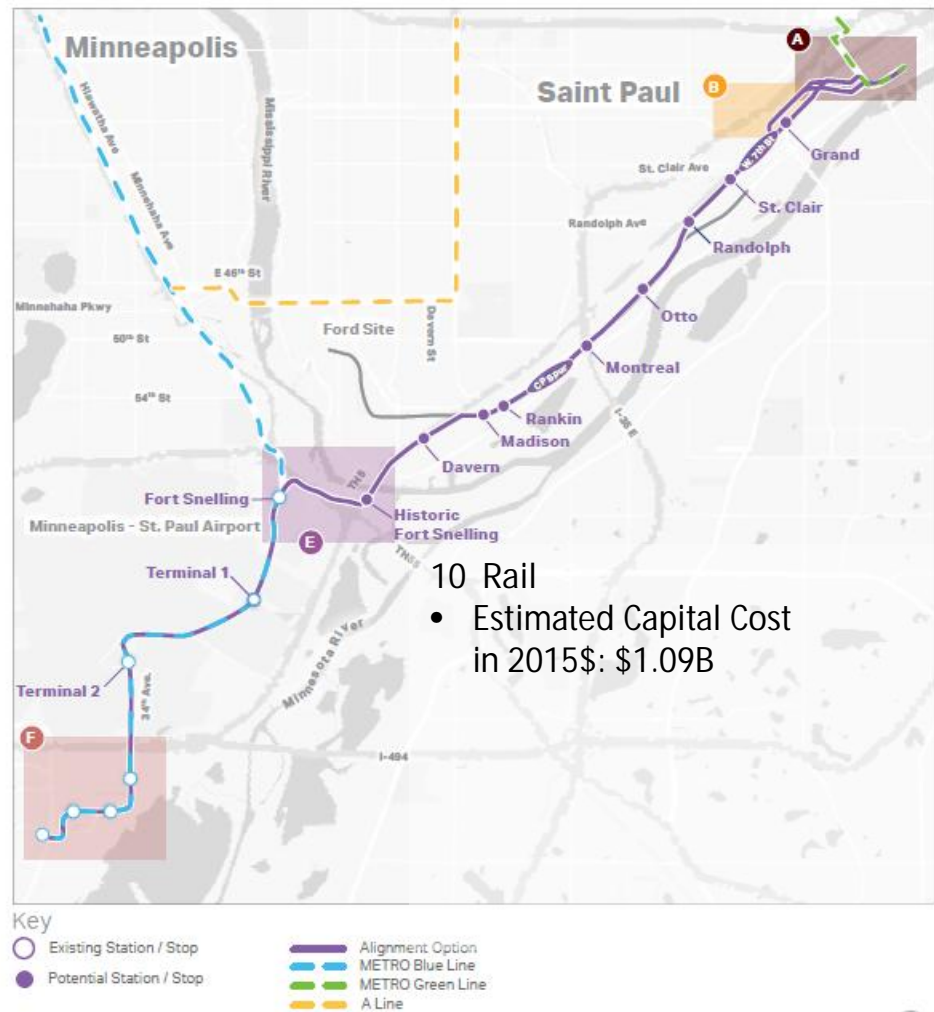 Minneapolis
Saint Paul
A
B
Hiawatha Ave
Minnehaha Ave
Mississippi River
W. 7th St
Grand
St. Clair Ave
St. Clair
Randolph Ave
Randolph
E 46th St
Minnehaha Pkwy
50th St
54th St
Ford Site
Davern St
Otto
Montreal
CP Spur
I-35 E
Rankin
Madison
Davern
TH5
Fort Snelling
Minneapolis - St. Paul Airport
E
Historic
Fort Snelling
TH55
Terminal 1
10 Rail
• Estimated Capital Cost
in 2015$: $1.09B
Minnesota River
Terminal 2
34th Ave.
F
I-494
Key
Existing Station / Stop
Potential Station / Stop
Alignment Option
METRO Blue Line
METRO Green Line
A Line